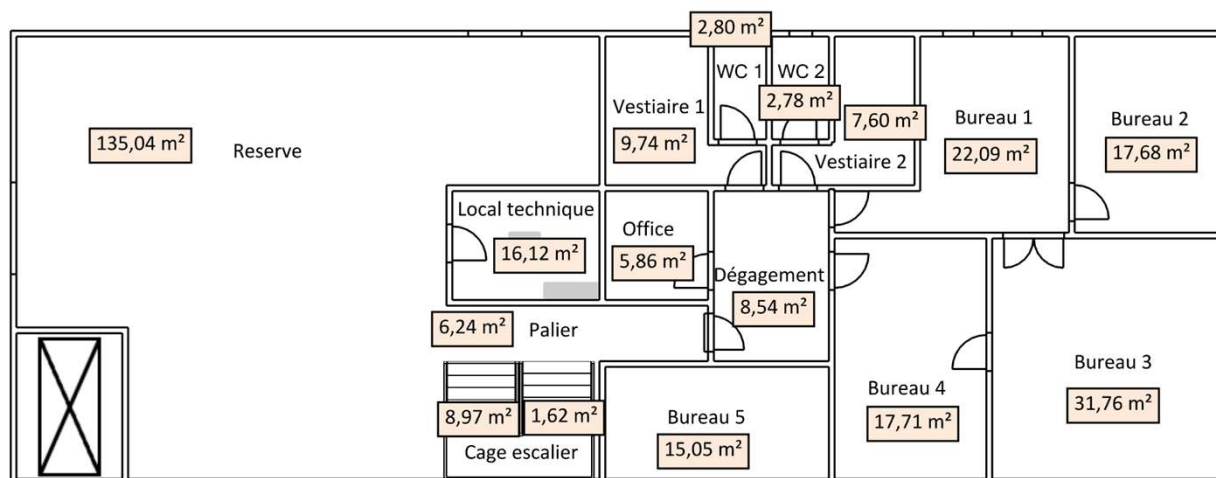 2,80 m²
WC 1
WC 2
Vestiaire 1
2,78 m²
7,60 m²
Bureau 1
Bureau 2
135,04 m²
Reserve
9,74 m²
Vestiaire 2
22,09 m²
17,68 m²
Local technique
16,12 m²
Office
5,86 m²
Dégagement
8,54 m²
6,24 m²
Palier
Bureau 3
31,76 m²
Bureau 4
17,71 m²
8,97 m²
1,62 m²
Bureau 5
15,05 m²
Cage escalier